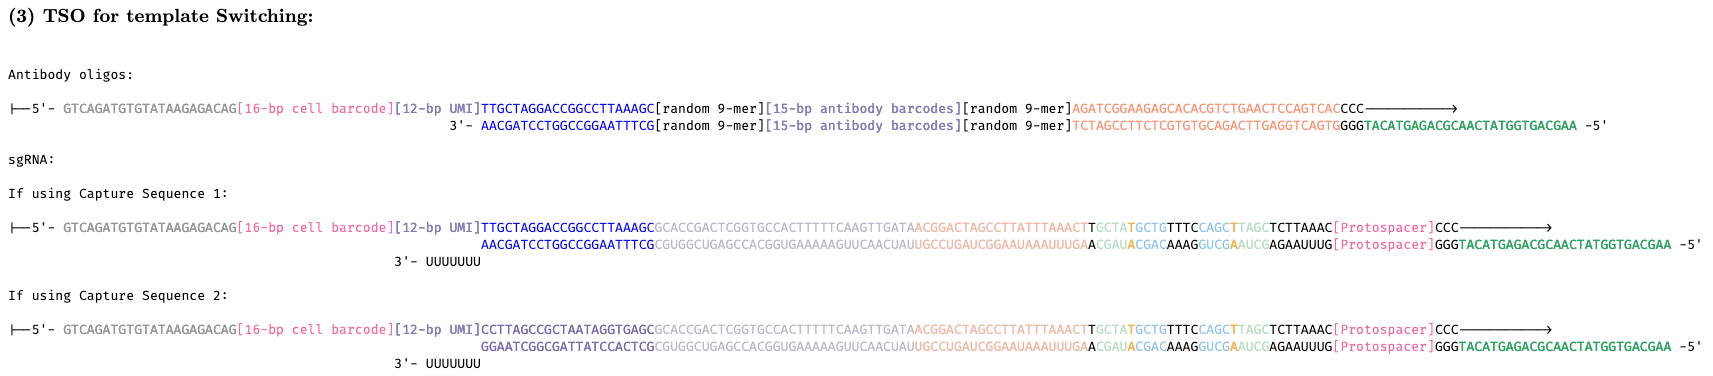 (3) TSO for template Switching:
Antibody oligos:
|--5'- GTCAGATGTGTATAAGAGACAG[16-bp cell barcode][12-bp UMI]TTGCTAGGACCGGCCTTAAAGC[random 9-mer][15-bp antibody barcodes][random 9-mer]AGATCGGAAGAGCACACGTCTGAACTCCAGTCACCCC----------->
3'- AACGATCCTGGCCGGAATTTCG[random 9-mer][15-bp antibody barcodes][random 9-mer]TCTAGCCTTCTCGTGTGCAGACTTGAGGTCAGTGGGGTACATGAGACGCAACTATGGTGACGAA -5'
sgRNA:
If using Capture Sequence 1:
|--5'- GTCAGATGTGTATAAGAGACAG[16-bp cell barcode][12-bp UMI]TTGCTAGGACCGGCCTTAAAGCGCACCGACTCGGTGCCACTTTTTCAAGTTGATAACGGACTAGCCTTATTTAAACTTGCTATGCTGTTTCCAGCTTAGCTCTTAAAC[Protospacer]CCC----------->
AACGATCCTGGCCGGAATTTCGCGUGGCUGAGCCACGGUGAAAAAGUUCAACUAUUGCCUGAUCGGAAUAAAUUUGAACGAUACGACAAAGGUCGAAUCGAGAAUUUG[Protospacer]GGGTACATGAGACGCAACTATGGTGACGAA -5'
3'- UUUUUUU
If using Capture Sequence 2:
|--5'- GTCAGATGTGTATAAGAGACAG[16-bp cell barcode][12-bp UMI]CCTTAGCCGCTAATAGGTGAGCGCACCGACTCGGTGCCACTTTTTCAAGTTGATAACGGACTAGCCTTATTTAAACTTGCTATGCTGTTTCCAGCTTAGCTCTTAAAC[Protospacer]CCC----------->
GGAATCGGCGATTATCCACTCGCGUGGCUGAGCCACGGUGAAAAAGUUCAACUAUUGCCUGAUCGGAAUAAAUUUGAACGAUACGACAAAGGUCGAAUCGAGAAUUUG[Protospacer]GGGTACATGAGACGCAACTATGGTGACGAA -5'
3'- UUUUUUU